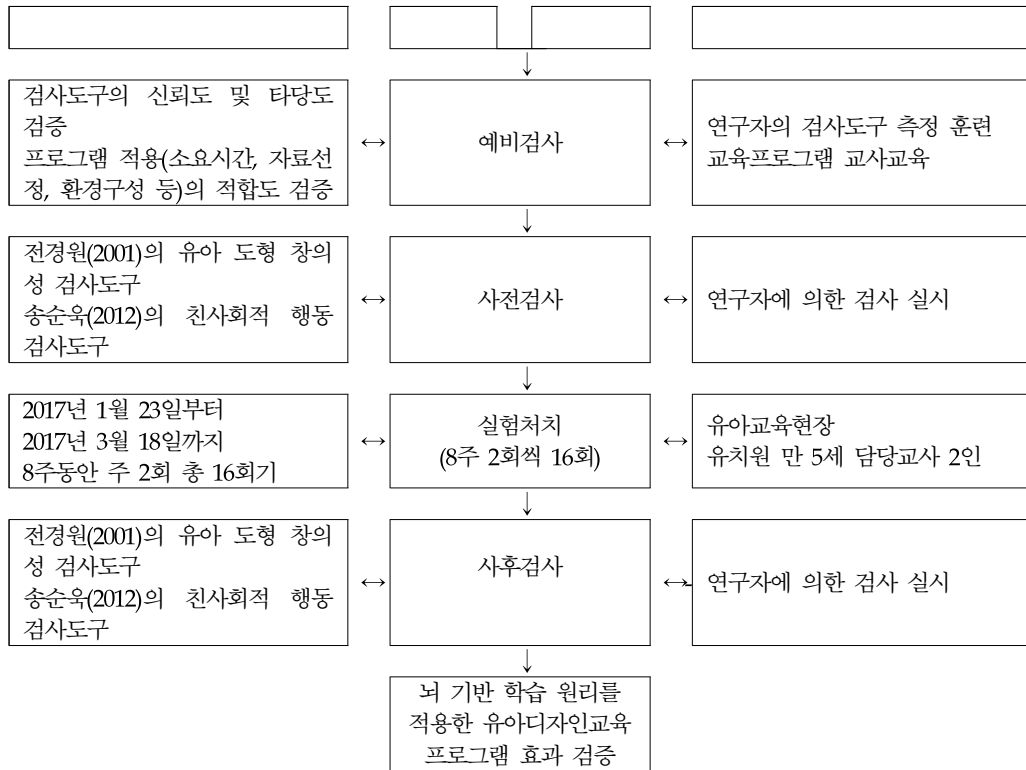 검사도구의 신뢰도 및 타당도
검증
프로그램 적용(소요시간, 자료선
정, 환경구성 등)의 적합도 검증
↔
예비검사
↔
연구자의 검사도구 측정 훈련
교육프로그램 교사교육
전경원(2001)의 유아 도형 창의
성 검사도구
송순욱(2012)의 친사회적 행동
검사도구
↔
사전검사
↔
연구자에 의한 검사 실시
2017년 1월 23일부터
2017년 3월 18일까지
8주동안 주 2회 총 16회기
↔
실험처치
(8주 2회씩 16회)
↔
유아교육현장
유치원 만 5세 담당교사 2인
전경원(2001)의 유아 도형 창의
성 검사도구
송순욱(2012)의 친사회적 행동
검사도구
↔
사후검사
↔
연구자에 의한 검사 실시
뇌 기반 학습 원리를
적용한 유아디자인교육
프로그램 효과 검증